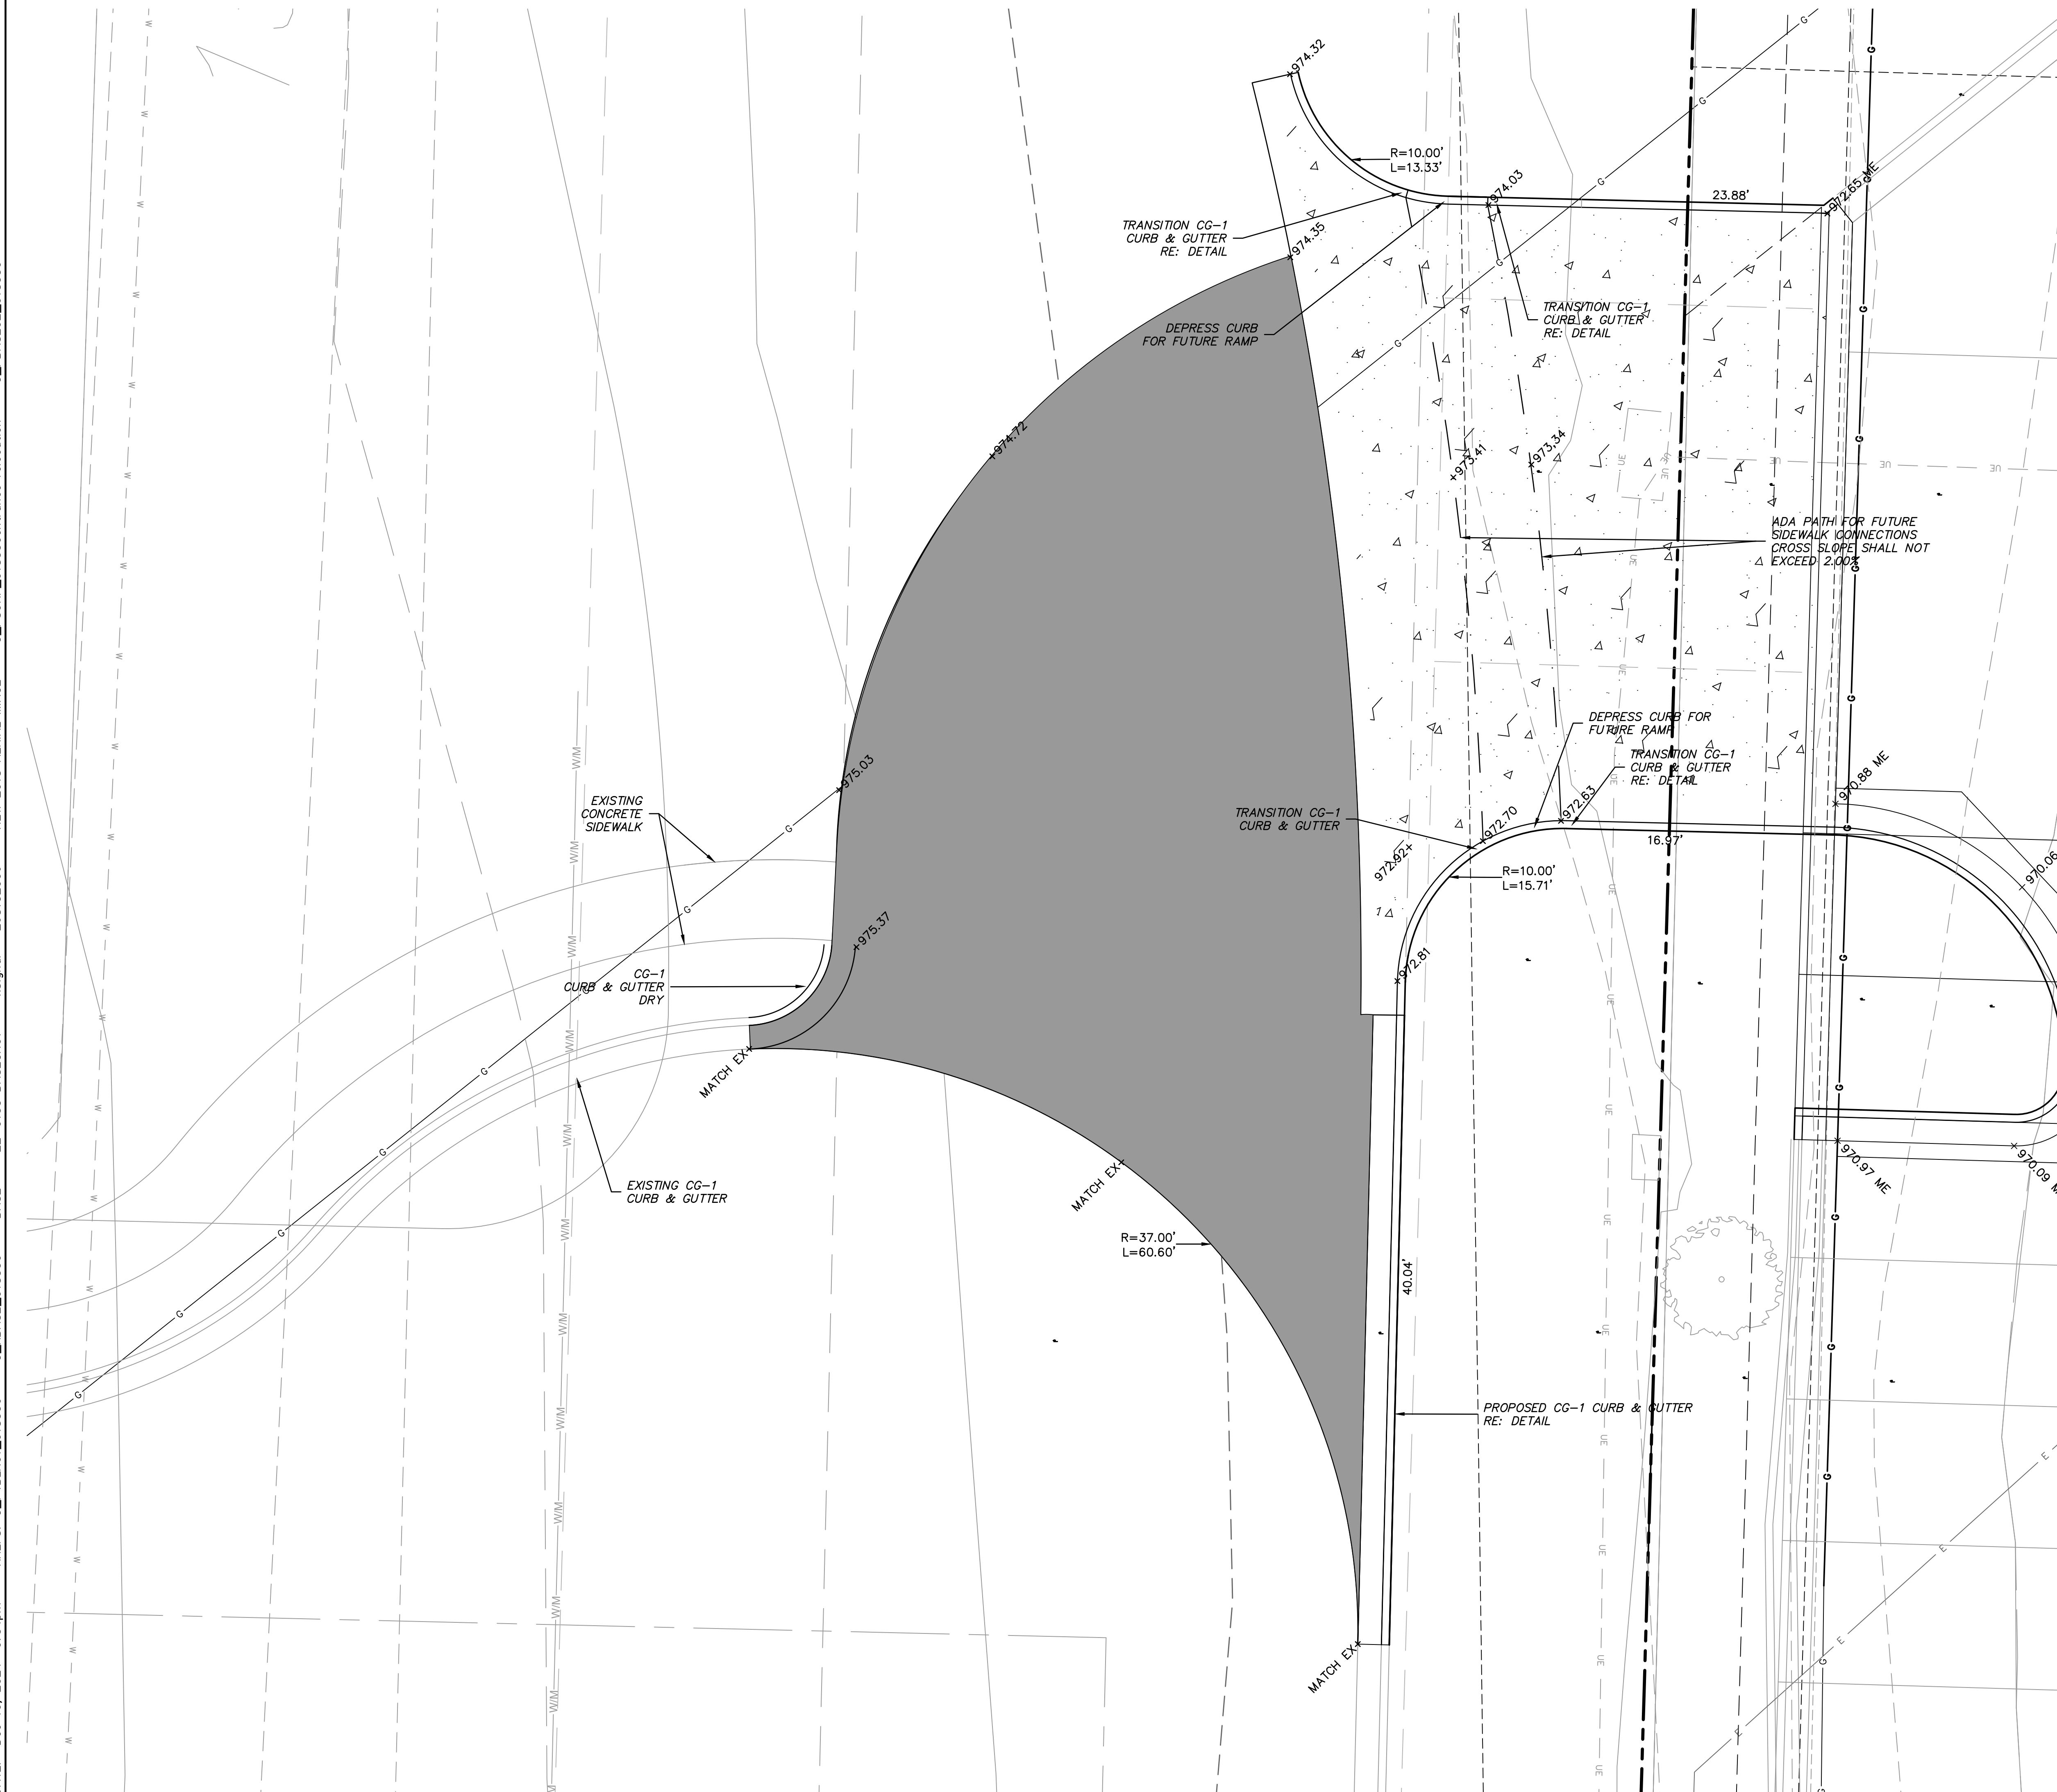 974.32
R=10.00'
L=13.33'
974.03
23.88'
972.65 ME
TRANSITION CG-1
CURB & GUTTER
RE: DETAIL
974.35
DEPRESS CURB
FOR FUTURE RAMP
TRANSITION CG-1
CURB & GUTTER
RE: DETAIL
974.72
973.41
973.34
ADA PATH FOR FUTURE
SIDEWALK CONNECTIONS
CROSS SLOPE SHALL NOT
EXCEED 2.00%
DEPRESS CURB FOR
FUTURE RAMP
TRANSITION CG-1
CURB & GUTTER
RE: DETAIL
975.03
970.88 ME
EXISTING
CONCRETE
SIDEWALK
TRANSITION CG-1
CURB & GUTTER
972.70
972.63
16.97'
972.92
R=10.00'
L=15.71'
970.06
975.37
CG-1
CURB & GUTTER
DRY
972.81
MATCH EX
EXISTING CG-1
CURB & GUTTER
MATCH EX
R=37.00'
L=60.60'
970.97 ME
970.09 M
40.04'
PROPOSED CG-1 CURB & GUTTER
RE: DETAIL
MATCH EX
G
W
W/M
UE
E